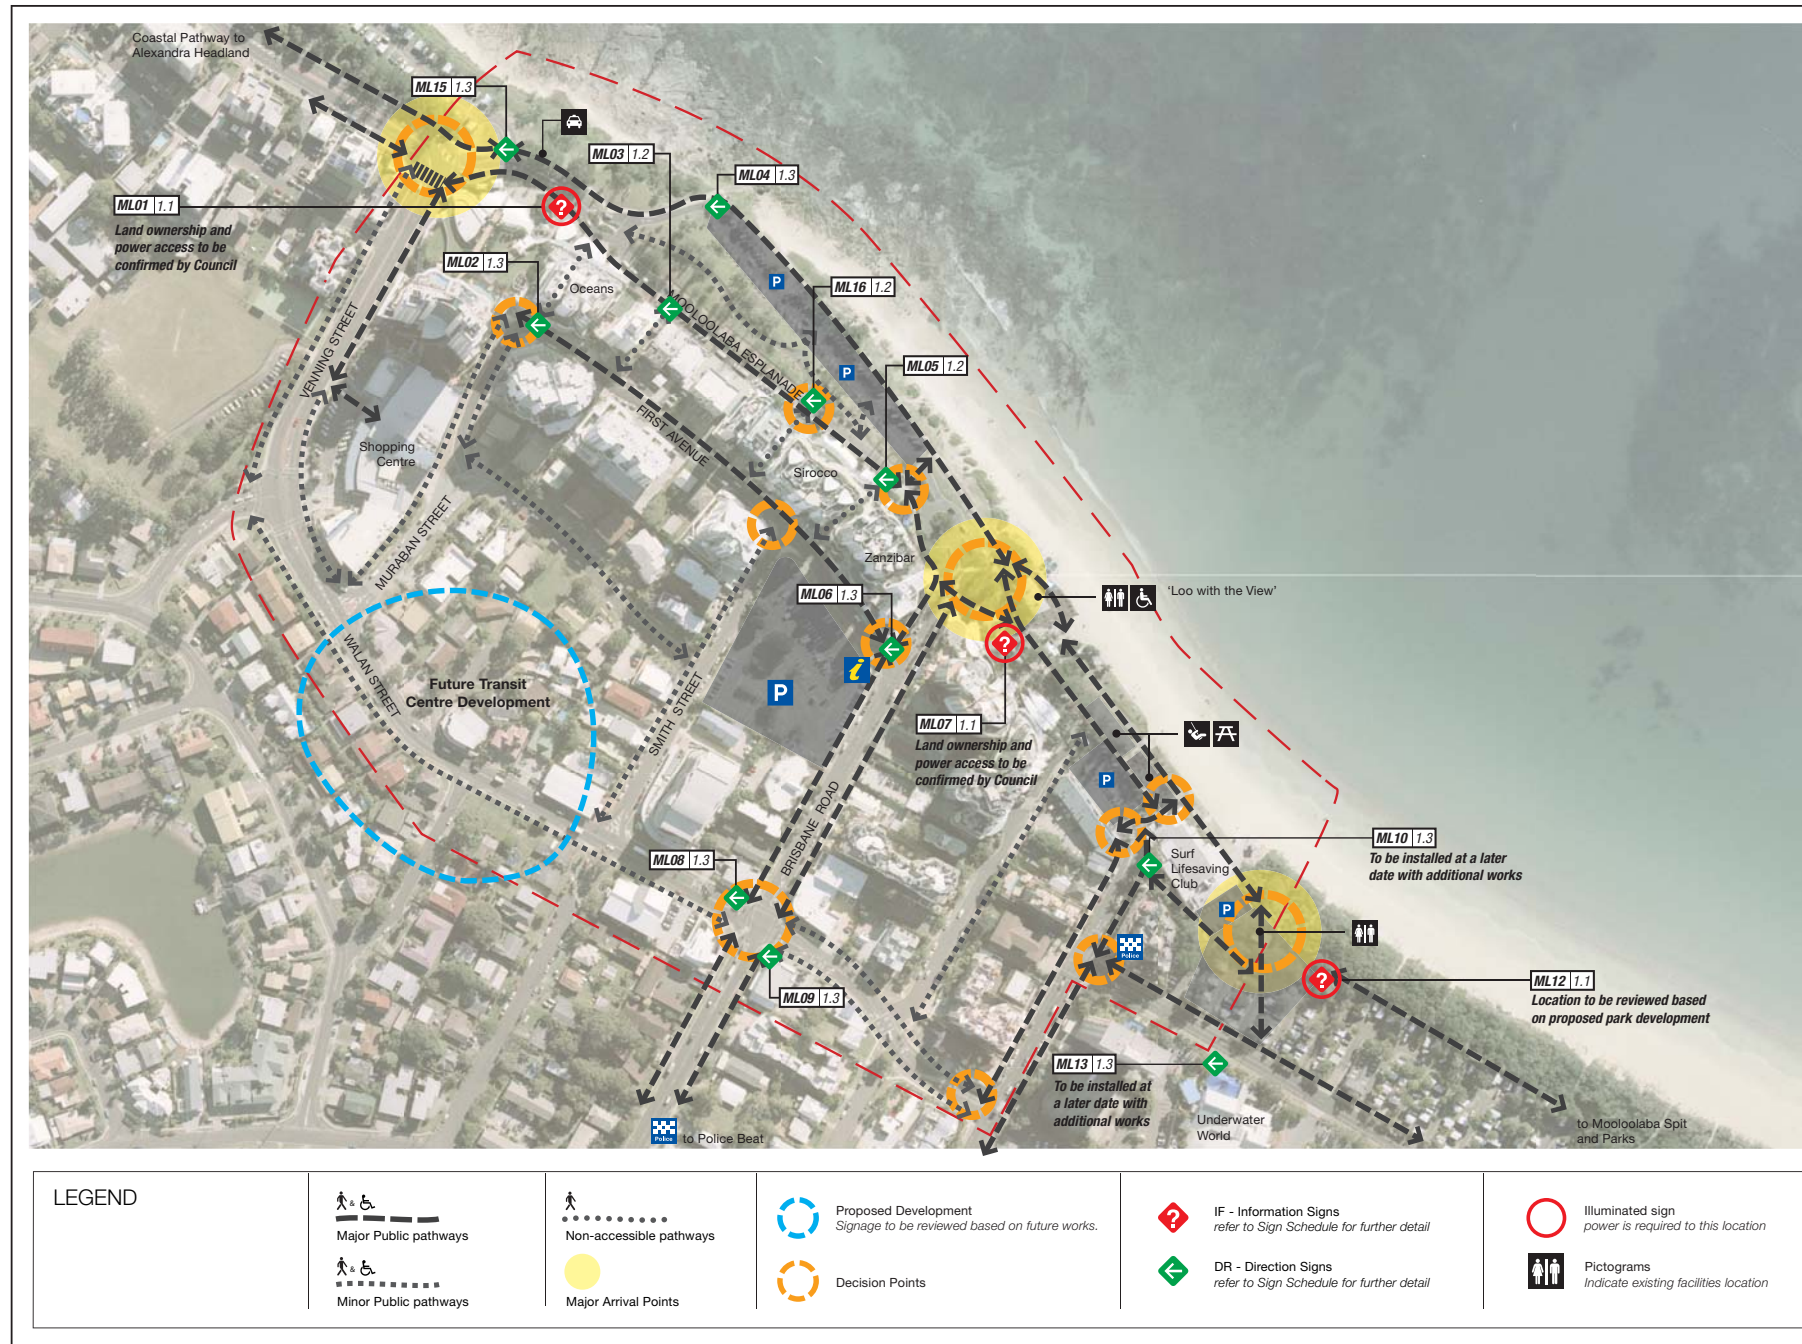 Coastal Pathway to
Alexandra Headland
ML15 1.3
ML03 1.2
ML04 1.3
ML01 1.1
Land ownership and
power access to be
confirmed by Council
ML02 1.3
Oceans
P
ML16 1.2
MOOLOOLABA ESPLANADE
VENNING STREET
P
ML05 1.2
FIRST AVENUE
Shopping
Centre
Sirocco
MURABAN STREET
Zanzibar
ML06 1.3
'Loo with the View'
WALAN STREET
Future Transit
Centre Development
i
P
SMITH STREET
ML07 1.1
Land ownership and
power access to be
confirmed by Council
P
BRISBANE ROAD
ML10 1.3
To be installed at a later
date with additional works
ML08 1.3
Surf
Lifesaving
Club
P
Police
ML12 1.1
Location to be reviewed based
on proposed park development
ML09 1.3
ML13 1.3
To be installed at
a later date with
additional works
Underwater
World
Police
to Police Beat
to Mooloolaba Spit
and Parks
LEGEND
&
Major Public pathways
&
Minor Public pathways
Non-accessible pathways
Major Arrival Points
Proposed Development
Signage to be reviewed based on future works.
Decision Points
?
IF - Information Signs
refer to Sign Schedule for further detail
DR - Direction Signs
refer to Sign Schedule for further detail
Illuminated sign
power is required to this location
Pictograms
Indicate existing facilities location